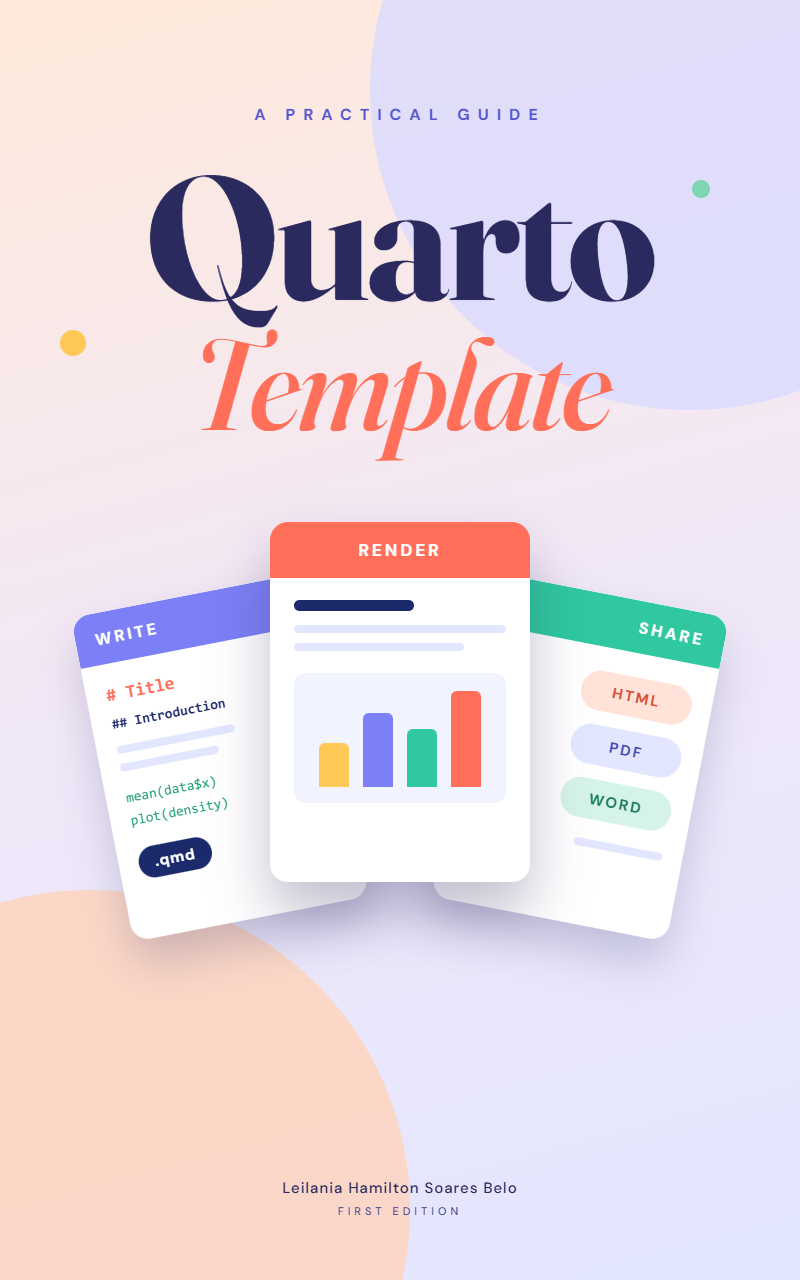 A PRACTICAL GUIDE
Quarto
Template
RENDER
WRITE
# Title
## Introduction
mean(data$x)
plot(density)
.qmd
SHARE
HTML
PDF
WORD
Leilania Hamilton Soares Belo
FIRST EDITION